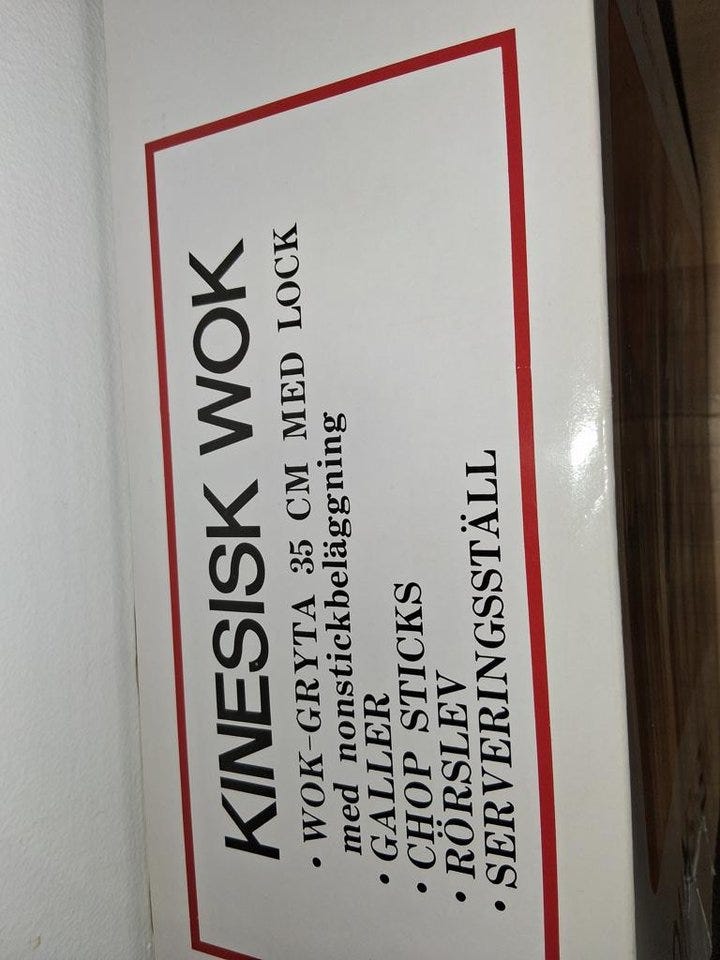 KINESISK WOK
• WOK-GRYTA 35 CM MED LOCK
med nonstickbeläggning
• GALLER
• CHOP STICKS
• RÖRSLEV
• SERVERINGSSTÄLL